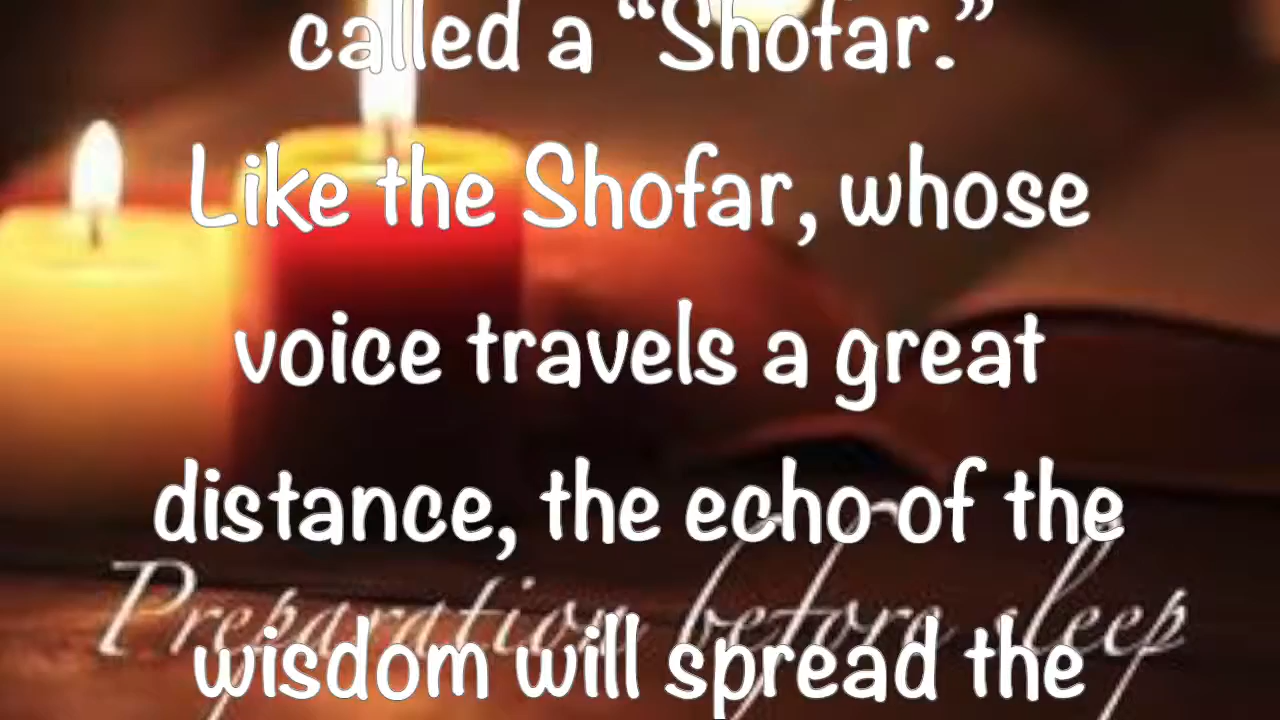 called a “Shofar.”
Like the Shofar, whose
voice travels a great
distance, the echo of the
Preparation before sleep
wisdom will spread the